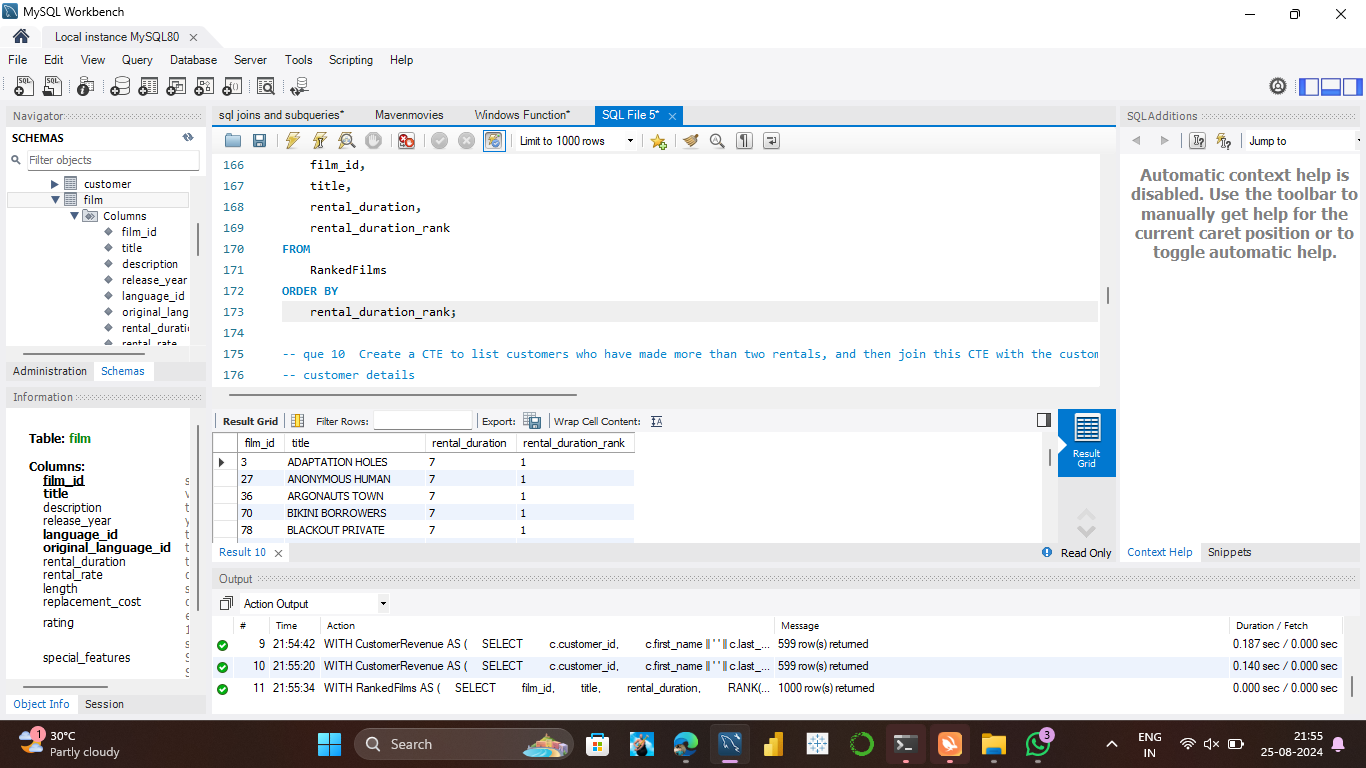 MySQL Workbench
Local instance MySQL80
File Edit View Query Database Server Tools Scripting Help
Navigator
SCHEMAS
Filter objects
customer
film
Columns
film_id
title
description
release_year
language_id
original_lang
rental_durati
rental_rate
Administration Schemas
Information
Table: film
Columns:
film_id
title
description
release_year
language_id
original_language_id
rental_duration
rental_rate
length
replacement_cost
rating
special_features
Object Info Session
sql joins and subqueries* Mavenmovies Windows Function* SQL File 5*
Limit to 1000 rows
166 film_id,
167 title,
168 rental_duration,
169 rental_duration_rank
170 FROM
171 RankedFilms
172 ORDER BY
173 rental_duration_rank;
174
175 -- que 10 Create a CTE to list customers who have made more than two rentals, and then join this CTE with the custom
176 -- customer details
Result Grid Filter Rows: Export: Wrap Cell Content:
film_id title rental_duration rental_duration_rank
3 ADAPTATION HOLES 7 1
27 ANONYMOUS HUMAN 7 1
36 ARGONAUTS TOWN 7 1
70 BIKINI BORROWERS 7 1
78 BLACKOUT PRIVATE 7 1
Result Grid
Result 10
Read Only
SQLAdditions
Jump to
Automatic context help is
disabled. Use the toolbar to
manually get help for the
current caret position or to
toggle automatic help.
Context Help Snippets
Output
Action Output
# Time Action Message Duration / Fetch
9 21:54:42 WITH CustomerRevenue AS ( SELECT c.customer_id, c.first_name || ' ' || c.last_... 599 row(s) returned 0.187 sec / 0.000 sec
10 21:55:20 WITH CustomerRevenue AS ( SELECT c.customer_id, c.first_name || ' ' || c.last_... 599 row(s) returned 0.140 sec / 0.000 sec
11 21:55:34 WITH RankedFilms AS ( SELECT film_id, title, rental_duration, RANK(... 1000 row(s) returned 0.000 sec / 0.000 sec
1
30°C
Partly cloudy
Search
3
ENG
IN
21:55
25-08-2024